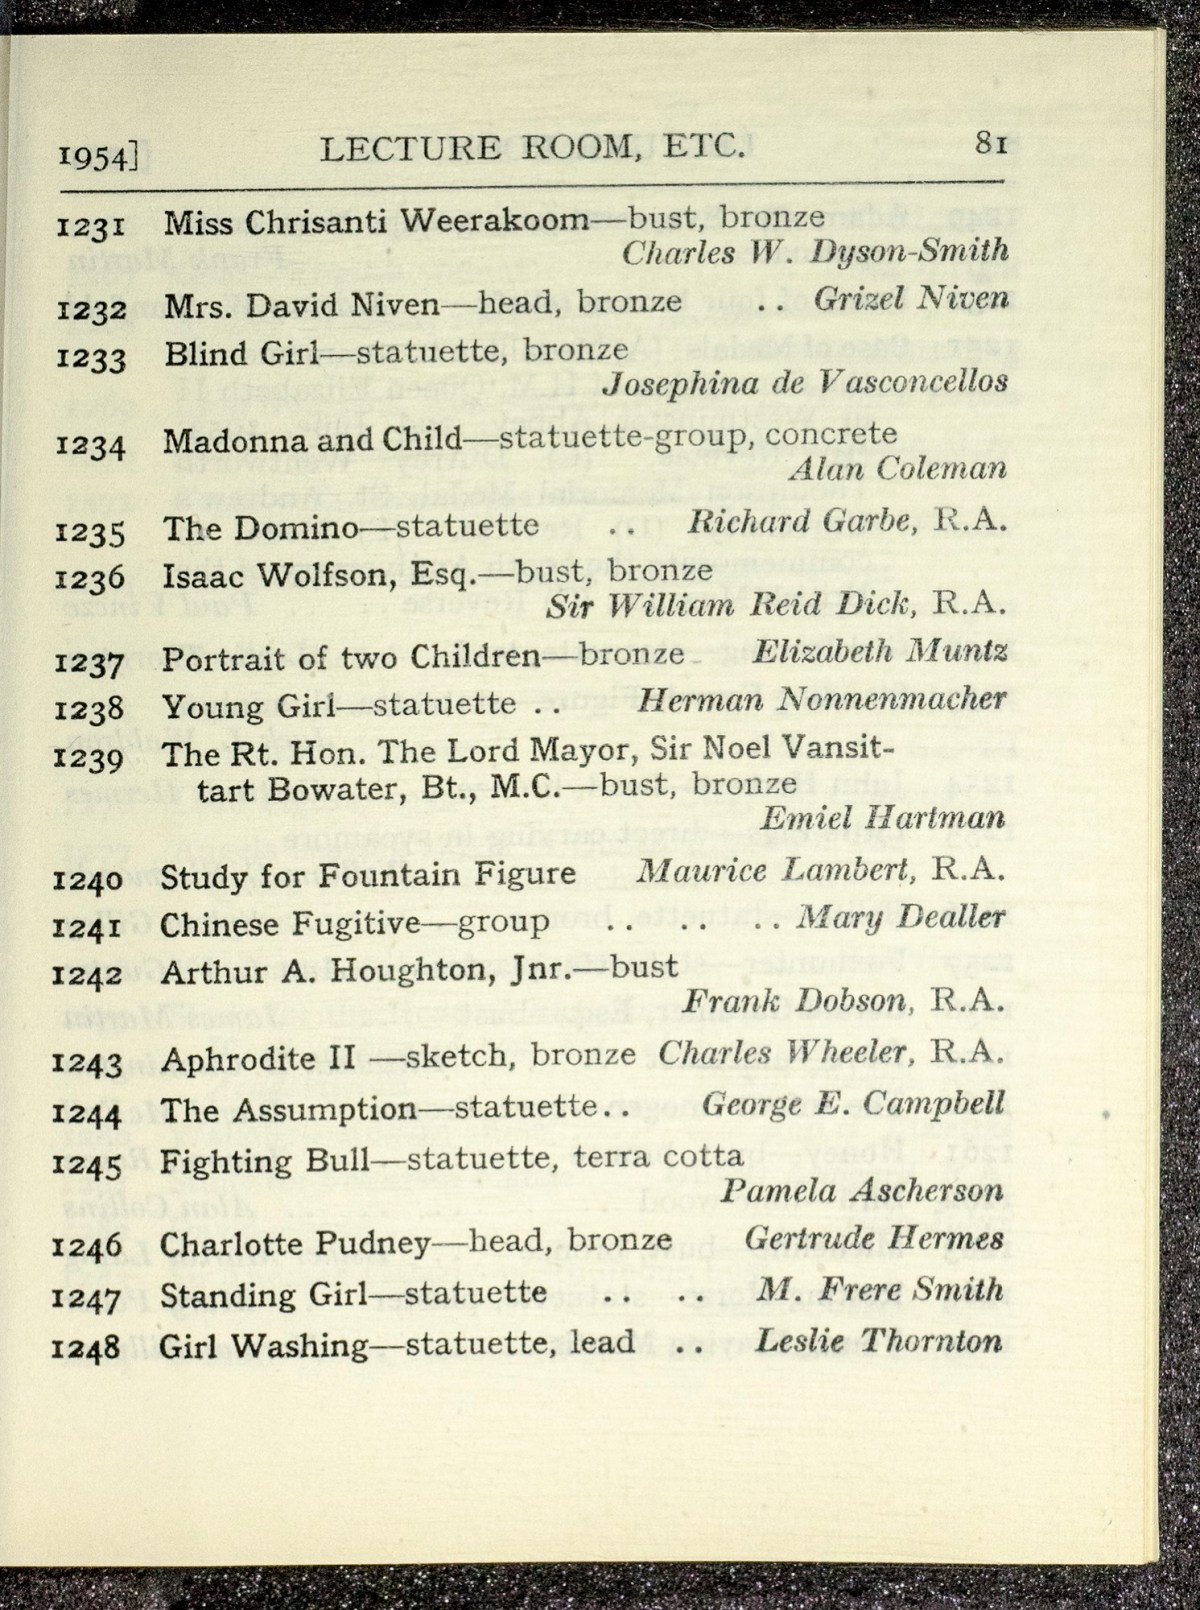 1954] LECTURE ROOM, ETC. 81
1231 Miss Chrisanti Weerakoom—bust, bronze
Charles W. Dyson-Smith
1232 Mrs. David Niven—head, bronze .. Grizel Niven
1233 Blind Girl—statuette, bronze
Josephina de Vasconcellos
1234 Madonna and Child—statuette-group, concrete
Alan Coleman
1235 The Domino—statuette .. Richard Garbe, R.A.
1236 Isaac Wolfson, Esq.—bust, bronze
Sir William Reid Dick, R.A.
1237 Portrait of two Children—bronze Elizabeth Muntz
1238 Young Girl—statuette .. Herman Nonnenmacher
1239 The Rt. Hon. The Lord Mayor, Sir Noel Vansit-
tart Bowater, Bt., M.C.—bust, bronze
Emiel Hartman
1240 Study for Fountain Figure Maurice Lambert, R.A.
1241 Chinese Fugitive—group .. .. .. Mary Dealler
1242 Arthur A. Houghton, Jnr.—bust
Frank Dobson, R.A.
1243 Aphrodite II —sketch, bronze Charles Wheeler, R.A.
1244 The Assumption—statuette.. George E. Campbell
1245 Fighting Bull—statuette, terra cotta
Pamela Ascherson
1246 Charlotte Pudney—head, bronze Gertrude Hermes
1247 Standing Girl—statuette .. .. M. Frere Smith
1248 Girl Washing—statuette, lead .. Leslie Thornton